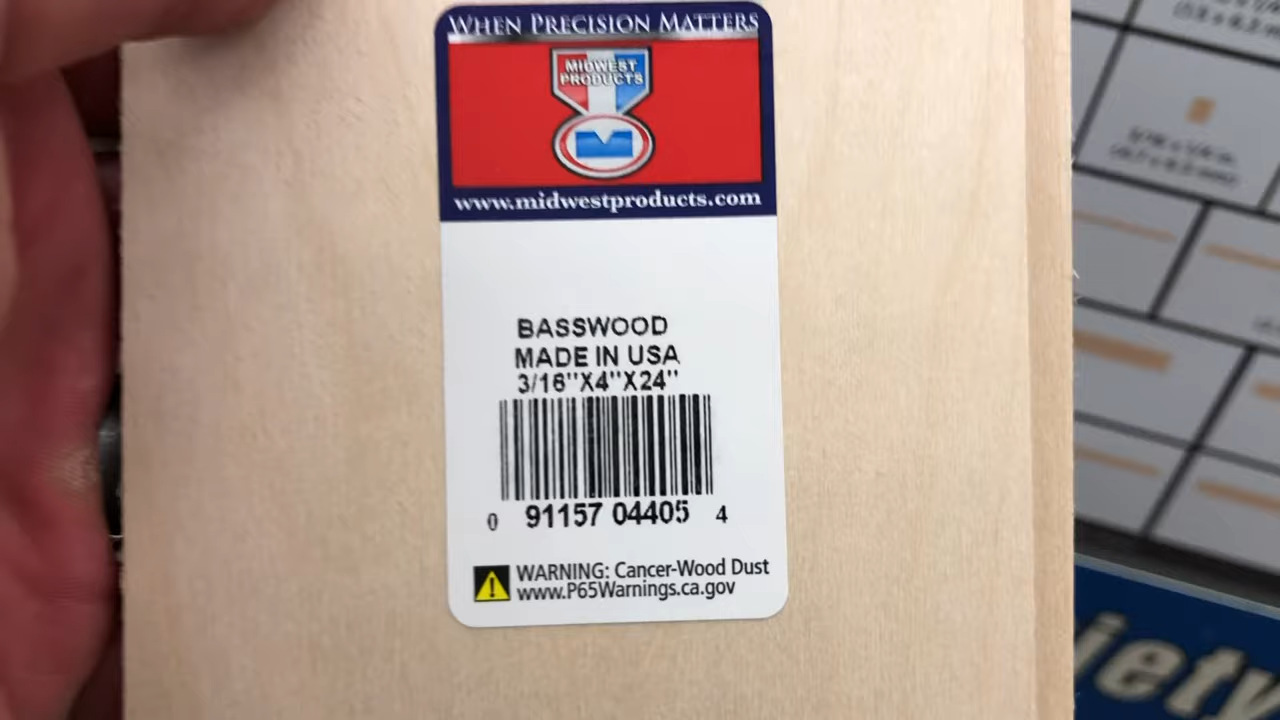 WHEN PRECISION MATTERS
MIDWEST
PRODUCTS
www.midwestproducts.com
BASSWOOD
MADE IN USA
3/16"X4"X24"
0 91157 04405 4
WARNING: Cancer-Wood Dust
www.P65Warnings.ca.gov